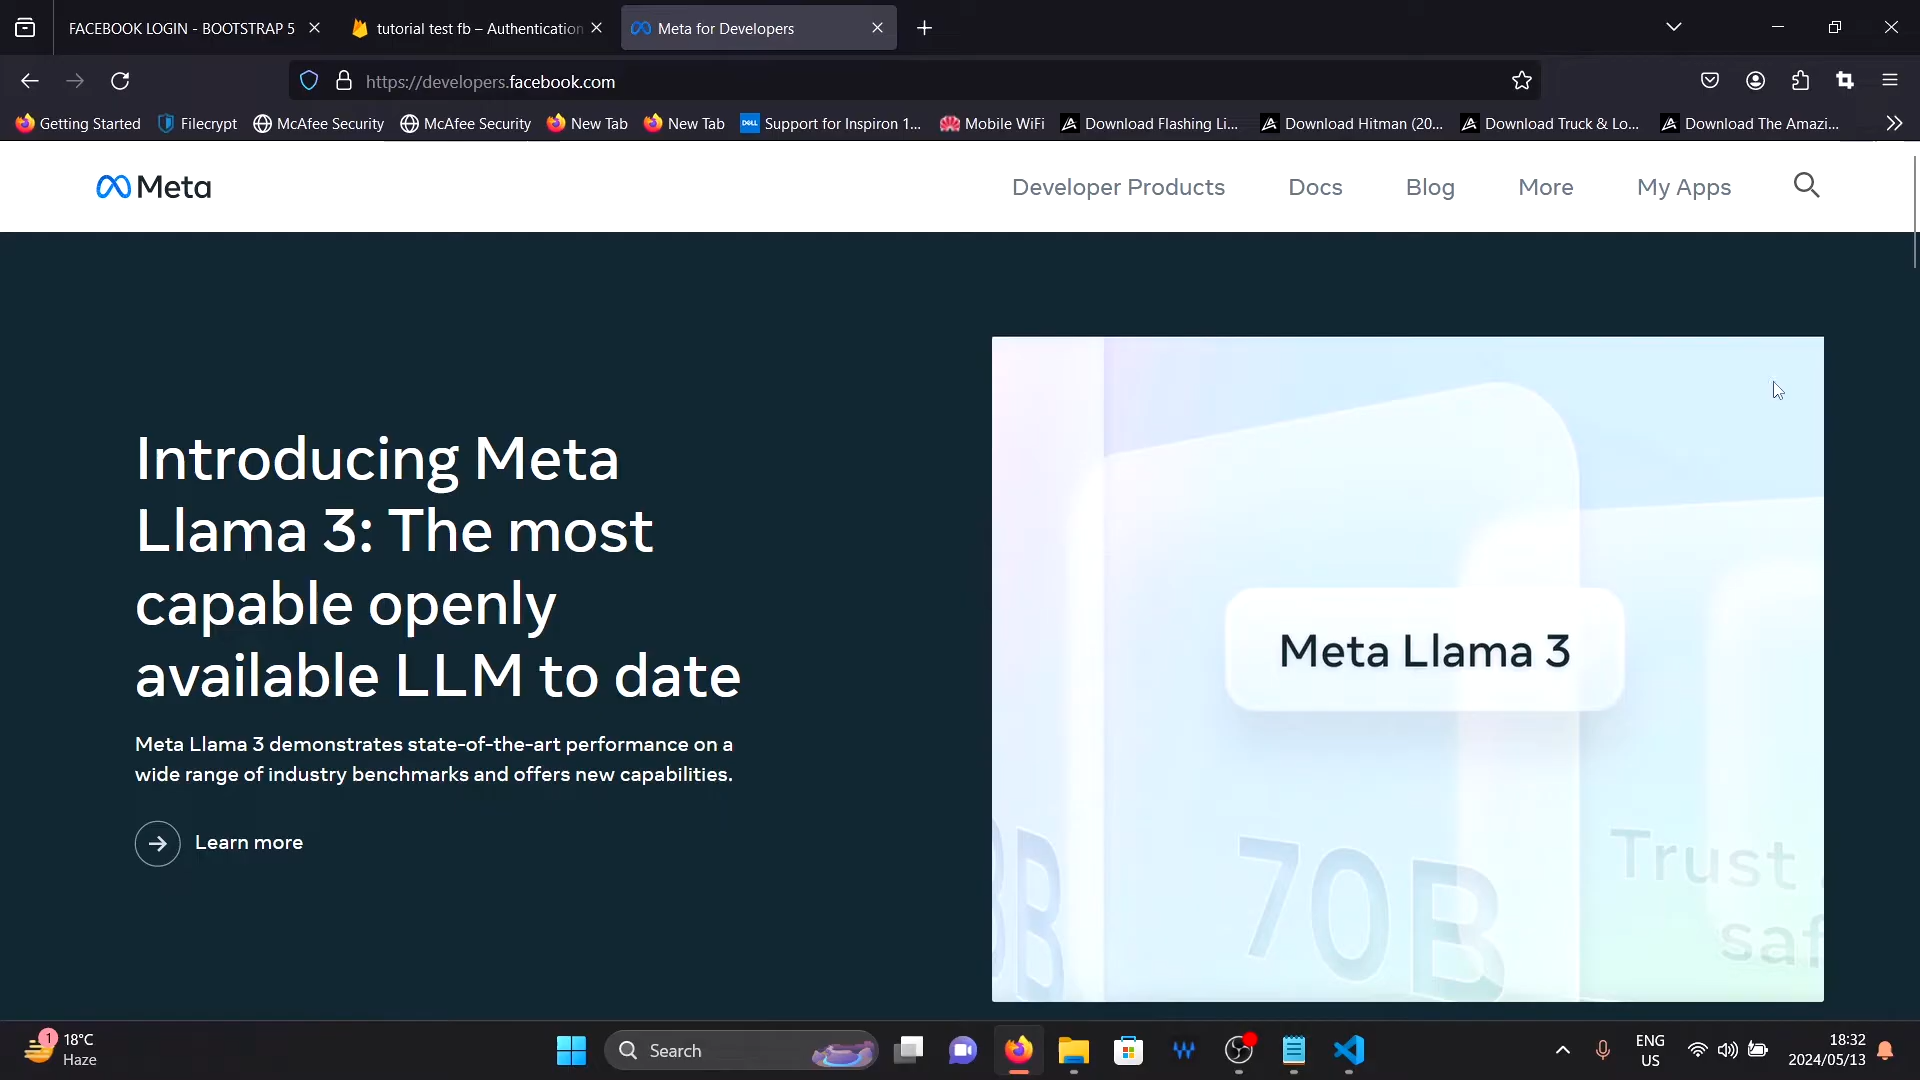 FACEBOOK LOGIN - BOOTSTRAP 5
tutorial test fb – Authentication
Meta for Developers
https://developers.facebook.com
Getting Started
Filecrypt
McAfee Security
McAfee Security
New Tab
New Tab
DELL
Support for Inspiron 1...
Mobile WiFi
Download Flashing Li...
Download Hitman (20...
Download Truck & Lo...
Download The Amazi...
Meta
Developer Products
Docs
Blog
More
My Apps
Introducing Meta
Llama 3: The most
capable openly
available LLM to date
Meta Llama 3 demonstrates state-of-the-art performance on a
wide range of industry benchmarks and offers new capabilities.
Learn more
Meta Llama 3
8B
70B
Trust
saf
1
18°C
Haze
Search
ENG
US
18:32
2024/05/13